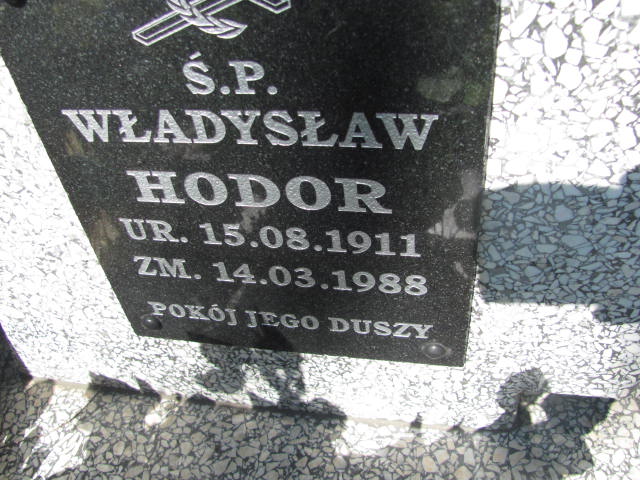 Ś.P.
WŁADYSŁAW
HODOR
UR. 15.08.1911
ZM. 14.03.1988
POKÓJ JEGO DUSZY